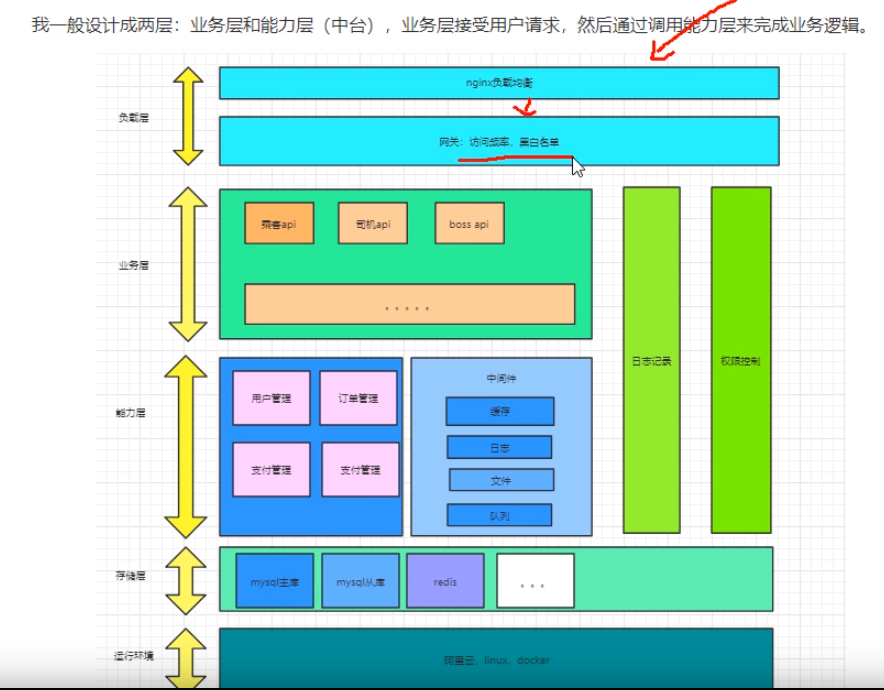 我一般设计成两层：业务层和能力层（中台），业务层接受用户请求，然后通过调用能力层来完成业务逻辑。
nginx负载均衡
负载层
网关：访问频率、黑白名单
乘客api
司机api
boss api
业务层
. . . . .
日志记录
权限控制
能力层
用户管理
订单管理
支付管理
支付管理
中间件
缓存
日志
文件
队列
存储层
mysql主库
mysql从库
redis
. . .
运行环境
阿里云、linux、docker